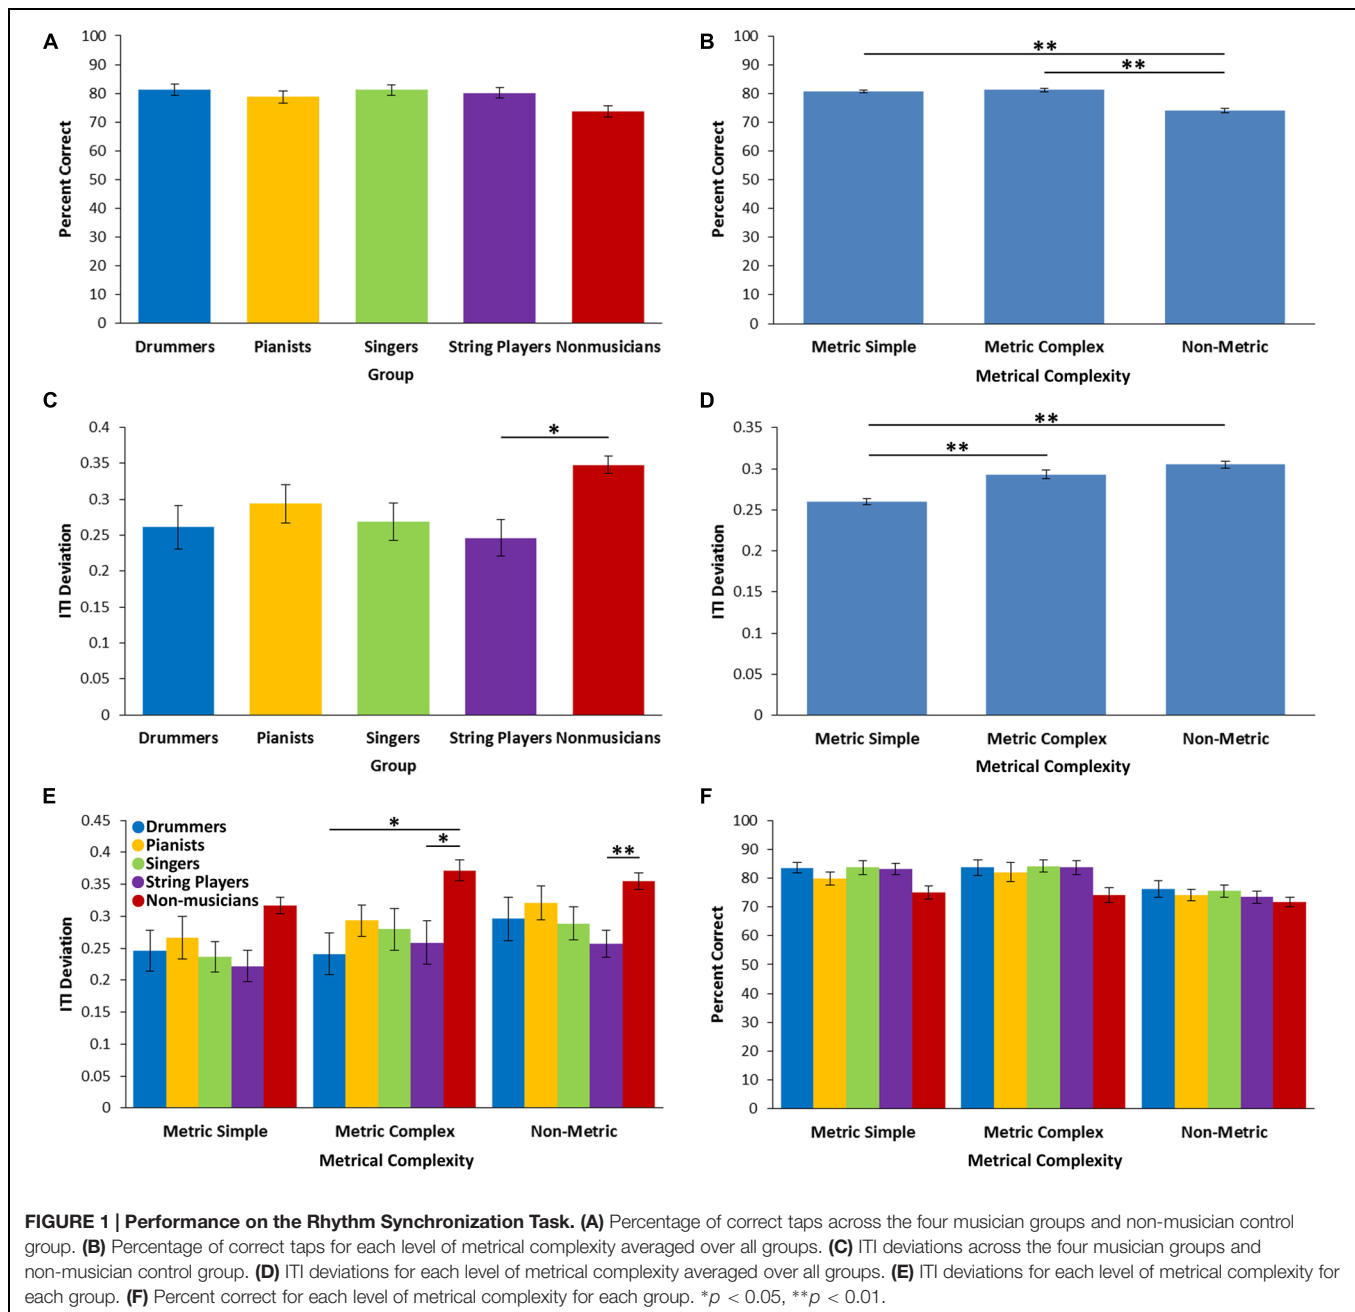 A
100
90
80
70
60
50
40
30
20
10
0
Percent Correct
Drummers Pianists Singers String Players Nonmusicians
Group
B
**
**
100
90
80
70
60
50
40
30
20
10
0
Percent Correct
Metric Simple Metric Complex Non-Metric
Metrical Complexity
C
*
0.4
0.35
0.3
0.25
0.2
0.15
0.1
0.05
0
ITI Deviation
Drummers Pianists Singers String Players Nonmusicians
Group
D
**
**
0.35
0.3
0.25
0.2
0.15
0.1
0.05
0
ITI Deviation
Metric Simple Metric Complex Non-Metric
Metrical Complexity
E
0.45
0.4
0.35
0.3
0.25
0.2
0.15
0.1
0.05
0
ITI Deviation
Drummers
Pianists
Singers
String Players
Non-musicians
*
*
**
Metric Simple Metric Complex Non-Metric
Metrical Complexity
F
100
90
80
70
60
50
40
30
20
10
0
Percent Correct
Metric Simple Metric Complex Non-Metric
Metrical Complexity
FIGURE 1 | Performance on the Rhythm Synchronization Task. (A) Percentage of correct taps across the four musician groups and non-musician control
group. (B) Percentage of correct taps for each level of metrical complexity averaged over all groups. (C) ITI deviations across the four musician groups and
non-musician control group. (D) ITI deviations for each level of metrical complexity averaged over all groups. (E) ITI deviations for each level of metrical complexity for
each group. (F) Percent correct for each level of metrical complexity for each group. *p < 0.05, **p < 0.01.